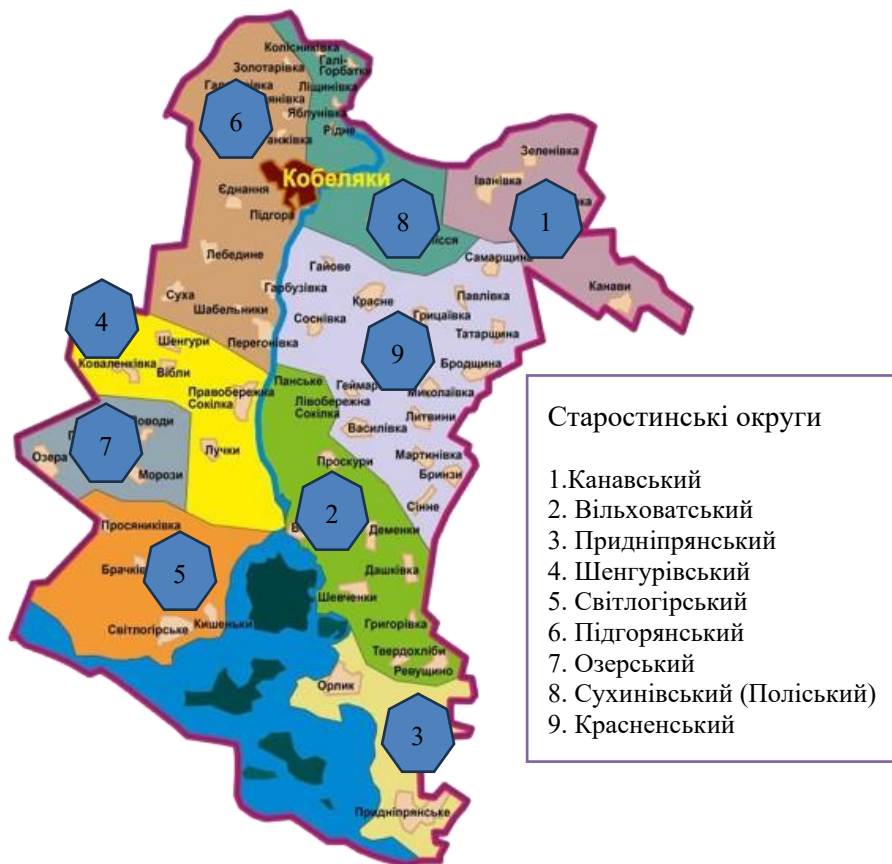 Колісниківка
Галі-
Горбатки
Золотарівка
Ліщинівка
Яблунівка
Рідне
6
Кобеляки
Єднання
Підгора
Зеленівка
Іванівка
1
8
Канави
Самарщина
Лебедине
Гайове
Гарбузівка
Красне
Павлівка
Суха
Шабельники
Соснівка
Грицаївка
Татарщина
4
Шенгури
Перегонівка
9
Бродщина
Коваленківка
Вібли
Правобережна
Сокілка
Панське
Миколаївка
Лівобережна
Сокілка
Литвини
Василівка
7
Озера
Лучки
Морози
Проскури
Мартинівка
Бринзи
Сінне
2
Просяниківка
Деменки
5
Дашківка
Шевченки
Світлогірське
Кишеньки
Григорівка
Твердохліби
Ревущино
Орлик
3
Придніпрянське
Старостинські округи
1.Канавський
2. Вільховатський
3. Придніпрянський
4. Шенгурівський
5. Світлогірський
6. Підгорянський
7. Озерський
8. Сухинівський (Поліський)
9. Красненський